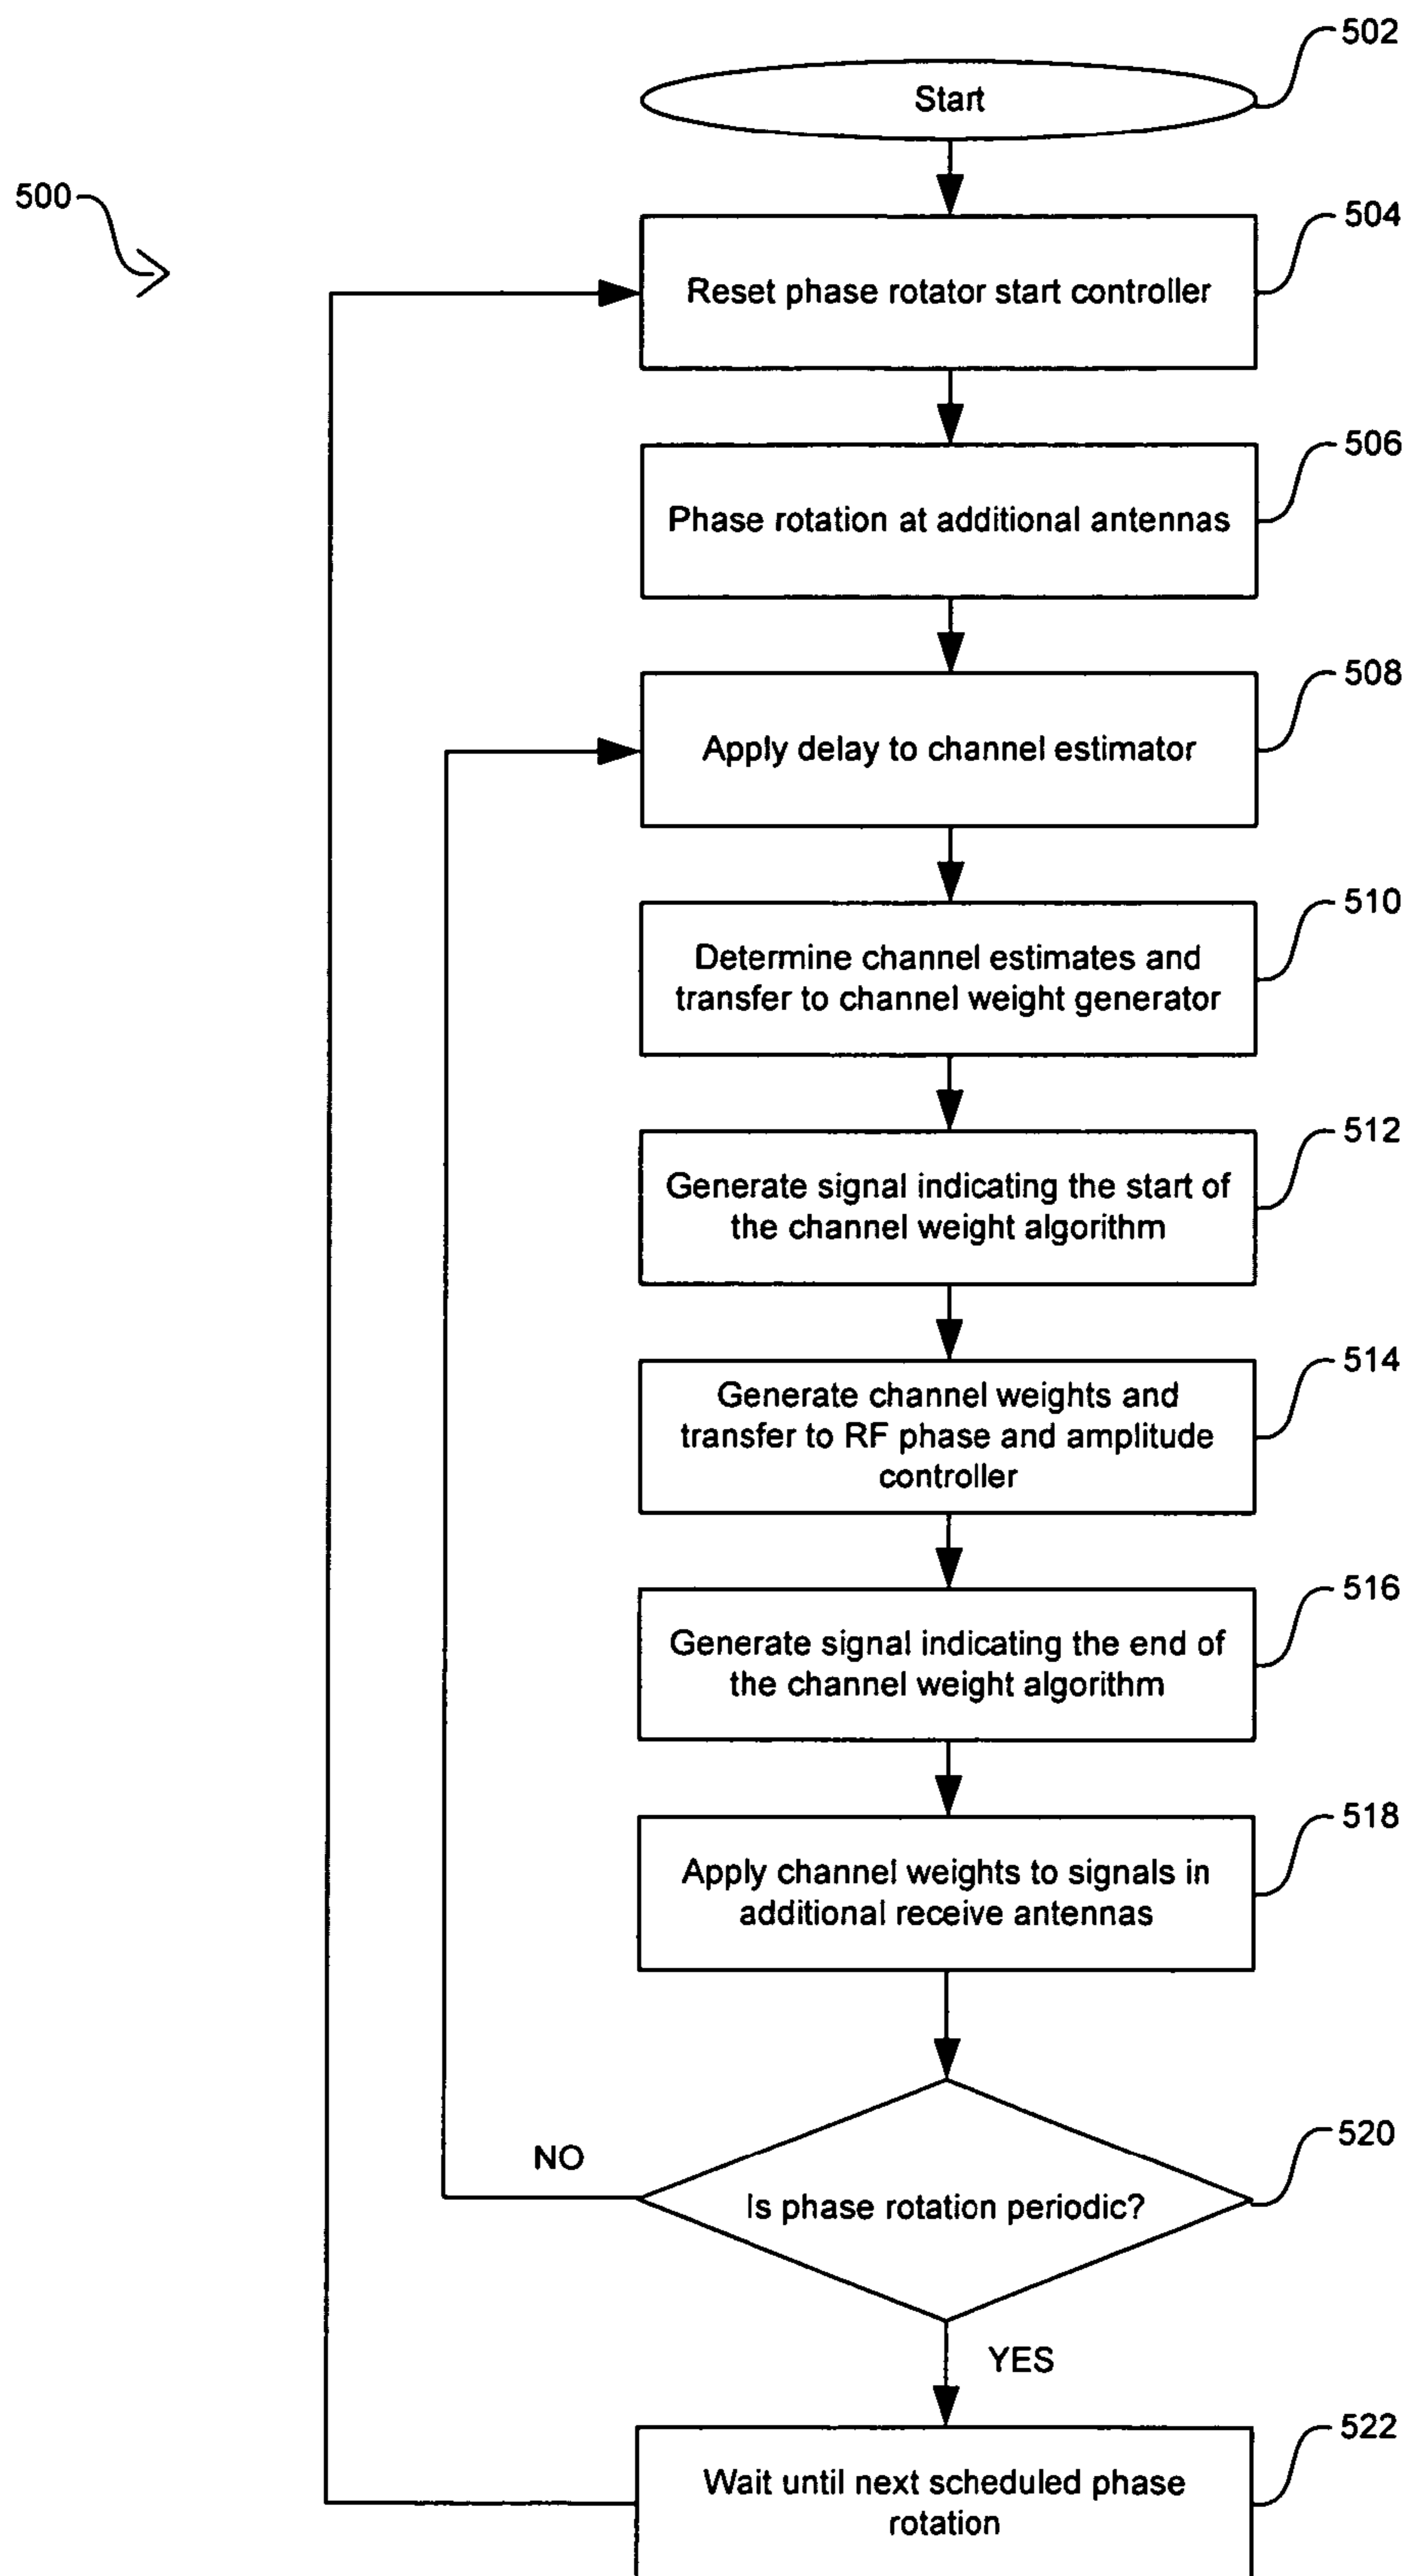 502
Start
500
504
Reset phase rotator start controller
506
Phase rotation at additional antennas
508
Apply delay to channel estimator
510
Determine channel estimates and
transfer to channel weight generator
512
Generate signal indicating the start of
the channel weight algorithm
514
Generate channel weights and
transfer to RF phase and amplitude
controller
516
Generate signal indicating the end of
the channel weight algorithm
518
Apply channel weights to signals in
additional receive antennas
520
NO
Is phase rotation periodic?
YES
522
Wait until next scheduled phase
rotation